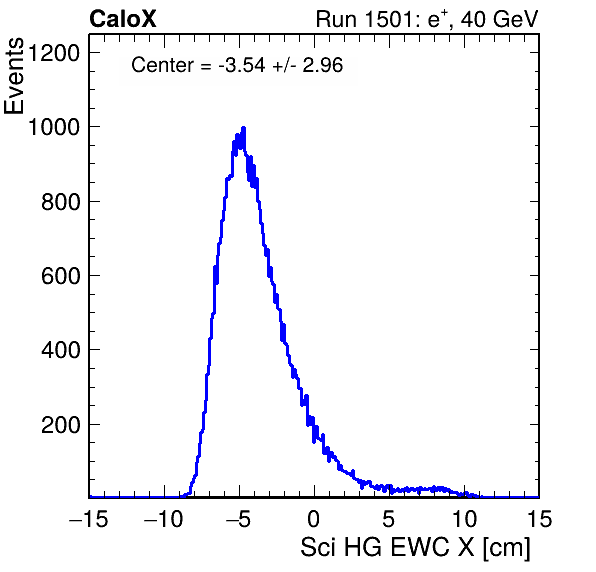 CaloX
Run 1501: e+, 40 GeV
Events
Center = -3.54 +/- 2.96
1200
1000
800
600
400
200
−15
−10
−5
0
5
10
15
Sci HG EWC X [cm]